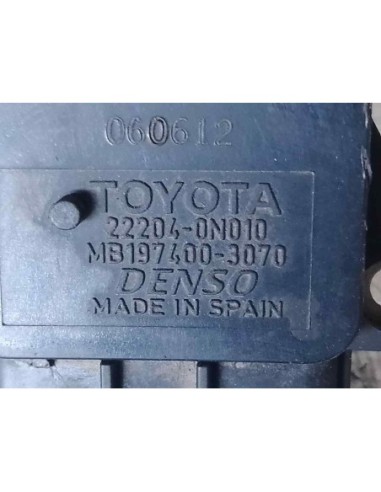 060612
TOYOTA
22204-0N010
MB197400-3070
DENSO
MADE IN SPAIN